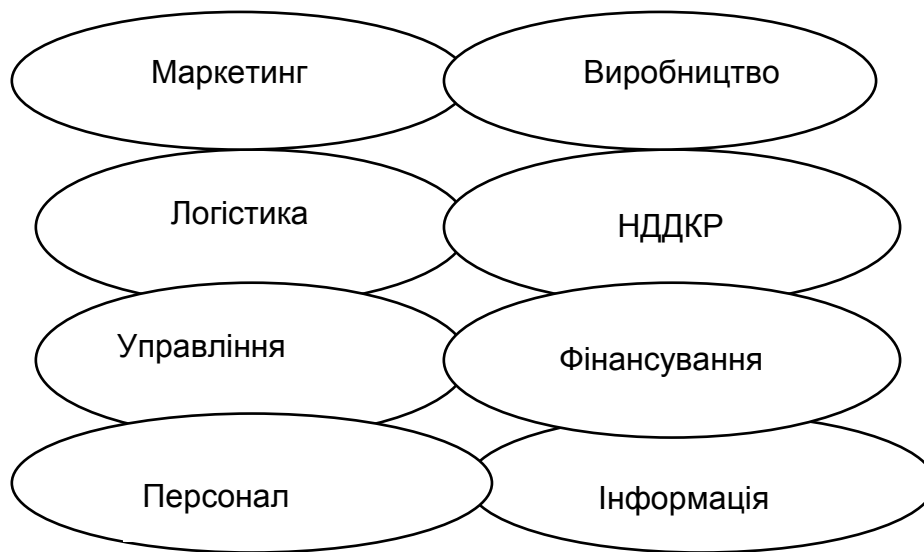 Маркетинг
Виробництво
Логістика
НДДКР
Управління
Фінансування
Персонал
Інформація